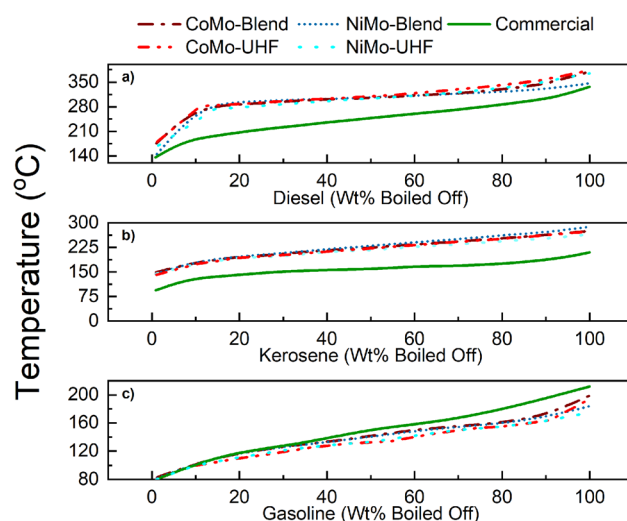 CoMo-Blend NiMo-Blend Commercial
CoMo-UHF NiMo-UHF
Temperature (ºC)
a)
350
280
210
140
0 20 40 60 80 100
Diesel (Wt% Boiled Off)
b)
300
225
150
75
0
0 20 40 60 80 100
Kerosene (Wt% Boiled Off)
c)
200
160
120
80
0 20 40 60 80 100
Gasoline (Wt% Boiled Off)